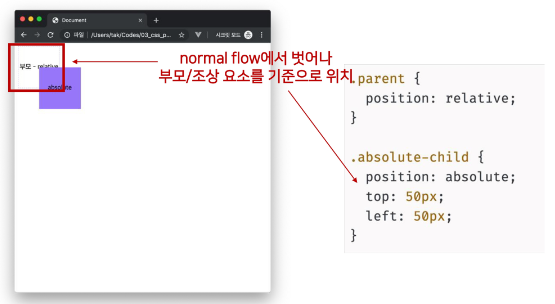 Document
파일
/Users/tak/Codes/03_css_p...
시크릿 모드
부모 - relative
absolute
normal flow에서 벗어나
부모/조상 요소를 기준으로 위치
.parent {
position: relative;
}
.absolute-child {
position: absolute;
top: 50px;
left: 50px;
}